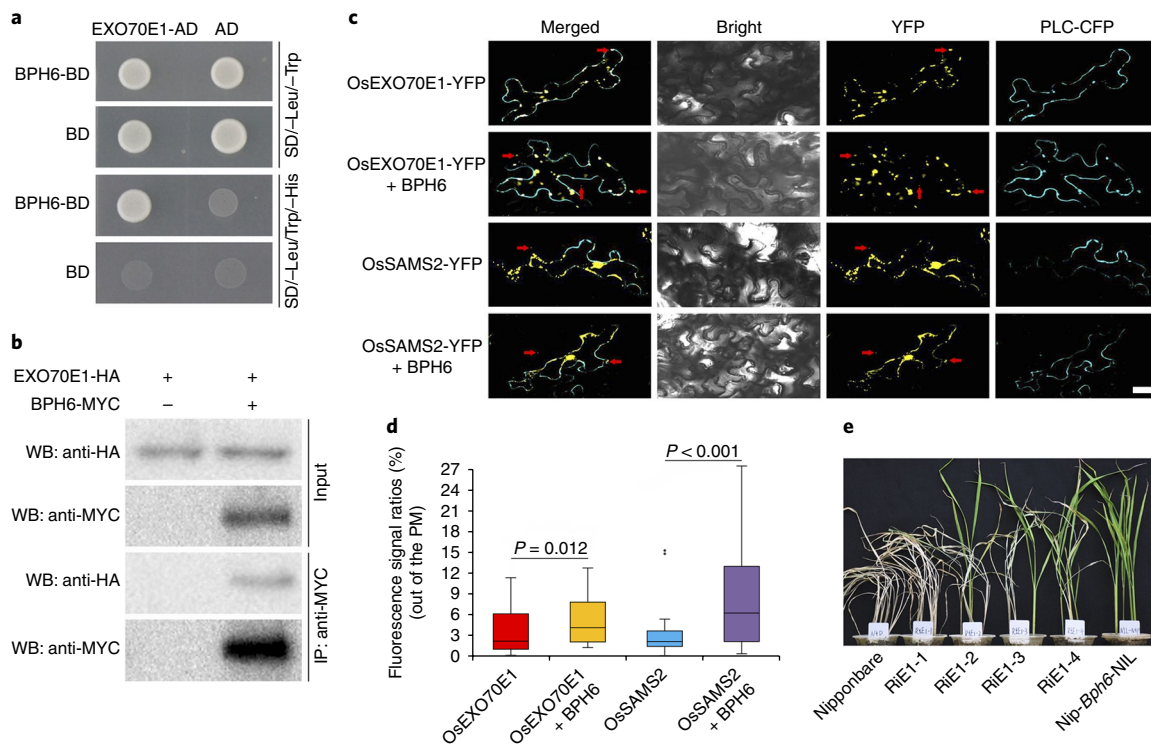 a
EXO70E1-AD AD
BPH6-BD
BD
SD/–Leu/–Trp
BPH6-BD
BD
SD/–Leu/Trp/–His
b
EXO70E1-HA + +
BPH6-MYC – +
WB: anti-HA
WB: anti-MYC
Input
WB: anti-HA
WB: anti-MYC
IP: anti-MYC
c
Merged Bright YFP PLC-CFP
OsEXO70E1-YFP
OsEXO70E1-YFP
+ BPH6
OsSAMS2-YFP
OsSAMS2-YFP
+ BPH6
d
Fluorescence signal ratios (%)
(out of the PM)
27
24
21
18
15
12
9
6
3
0
P = 0.012
P < 0.001
OsEXO70E1
OsEXO70E1
+ BPH6
OsSAMS2
OsSAMS2
+ BPH6
e
Nipponbare
RiE1-1
RiE1-2
RiE1-3
RiE1-4
Nip-Bph6-NIL